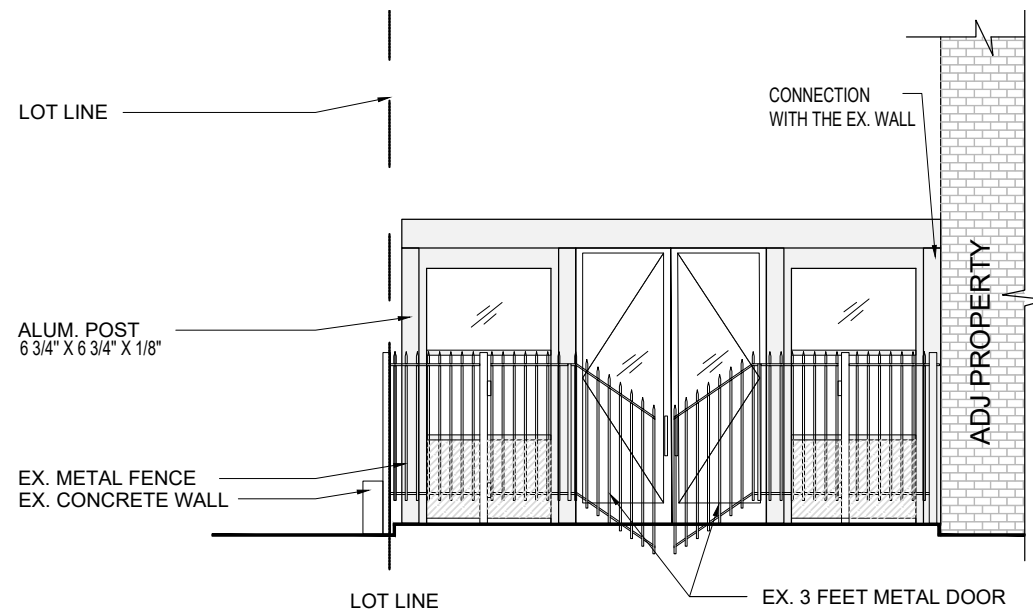 LOT LINE
CONNECTION
WITH THE EX. WALL
ADJ PROPERTY
ALUM. POST
6 3/4" X 6 3/4" X 1/8"
EX. METAL FENCE
EX. CONCRETE WALL
LOT LINE
EX. 3 FEET METAL DOOR